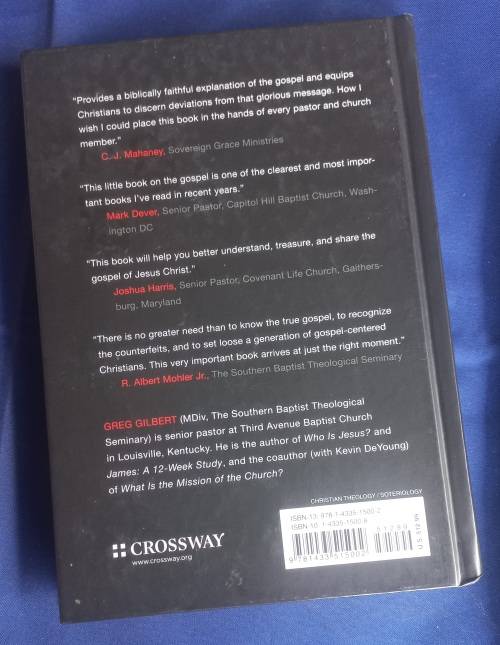 “Provides a biblically faithful explanation of the gospel and equips
Christians to discern deviations from that glorious message. How I
wish I could place this book in the hands of every pastor and church
member.”
C. J. Mahaney, Sovereign Grace Ministries
“This little book on the gospel is one of the clearest and most impor-
tant books I’ve read in recent years.”
Mark Dever, Senior Pastor, Capitol Hill Baptist Church, Wash-
ington DC
“This book will help you better understand, treasure, and share the
gospel of Jesus Christ.”
Joshua Harris, Senior Pastor, Covenant Life Church, Gaithers-
burg, Maryland
“There is no greater need than to know the true gospel, to recognize
the counterfeits, and to set loose a generation of gospel-centered
Christians. This very important book arrives at just the right moment.”
R. Albert Mohler Jr., The Southern Baptist Theological Seminary
GREG GILBERT (MDiv, The Southern Baptist Theological
Seminary) is senior pastor at Third Avenue Baptist Church
in Louisville, Kentucky. He is the author of Who Is Jesus? and
James: A 12-Week Study, and the coauthor (with Kevin DeYoung)
of What Is the Mission of the Church?
CHRISTIAN THEOLOGY / SOTERIOLOGY
ISBN-13: 978-1-4335-1500-2
ISBN-10: 1-4335-1500-8
51299
9 781433 515002
U.S. $12.99
CROSSWAY
www.crossway.org